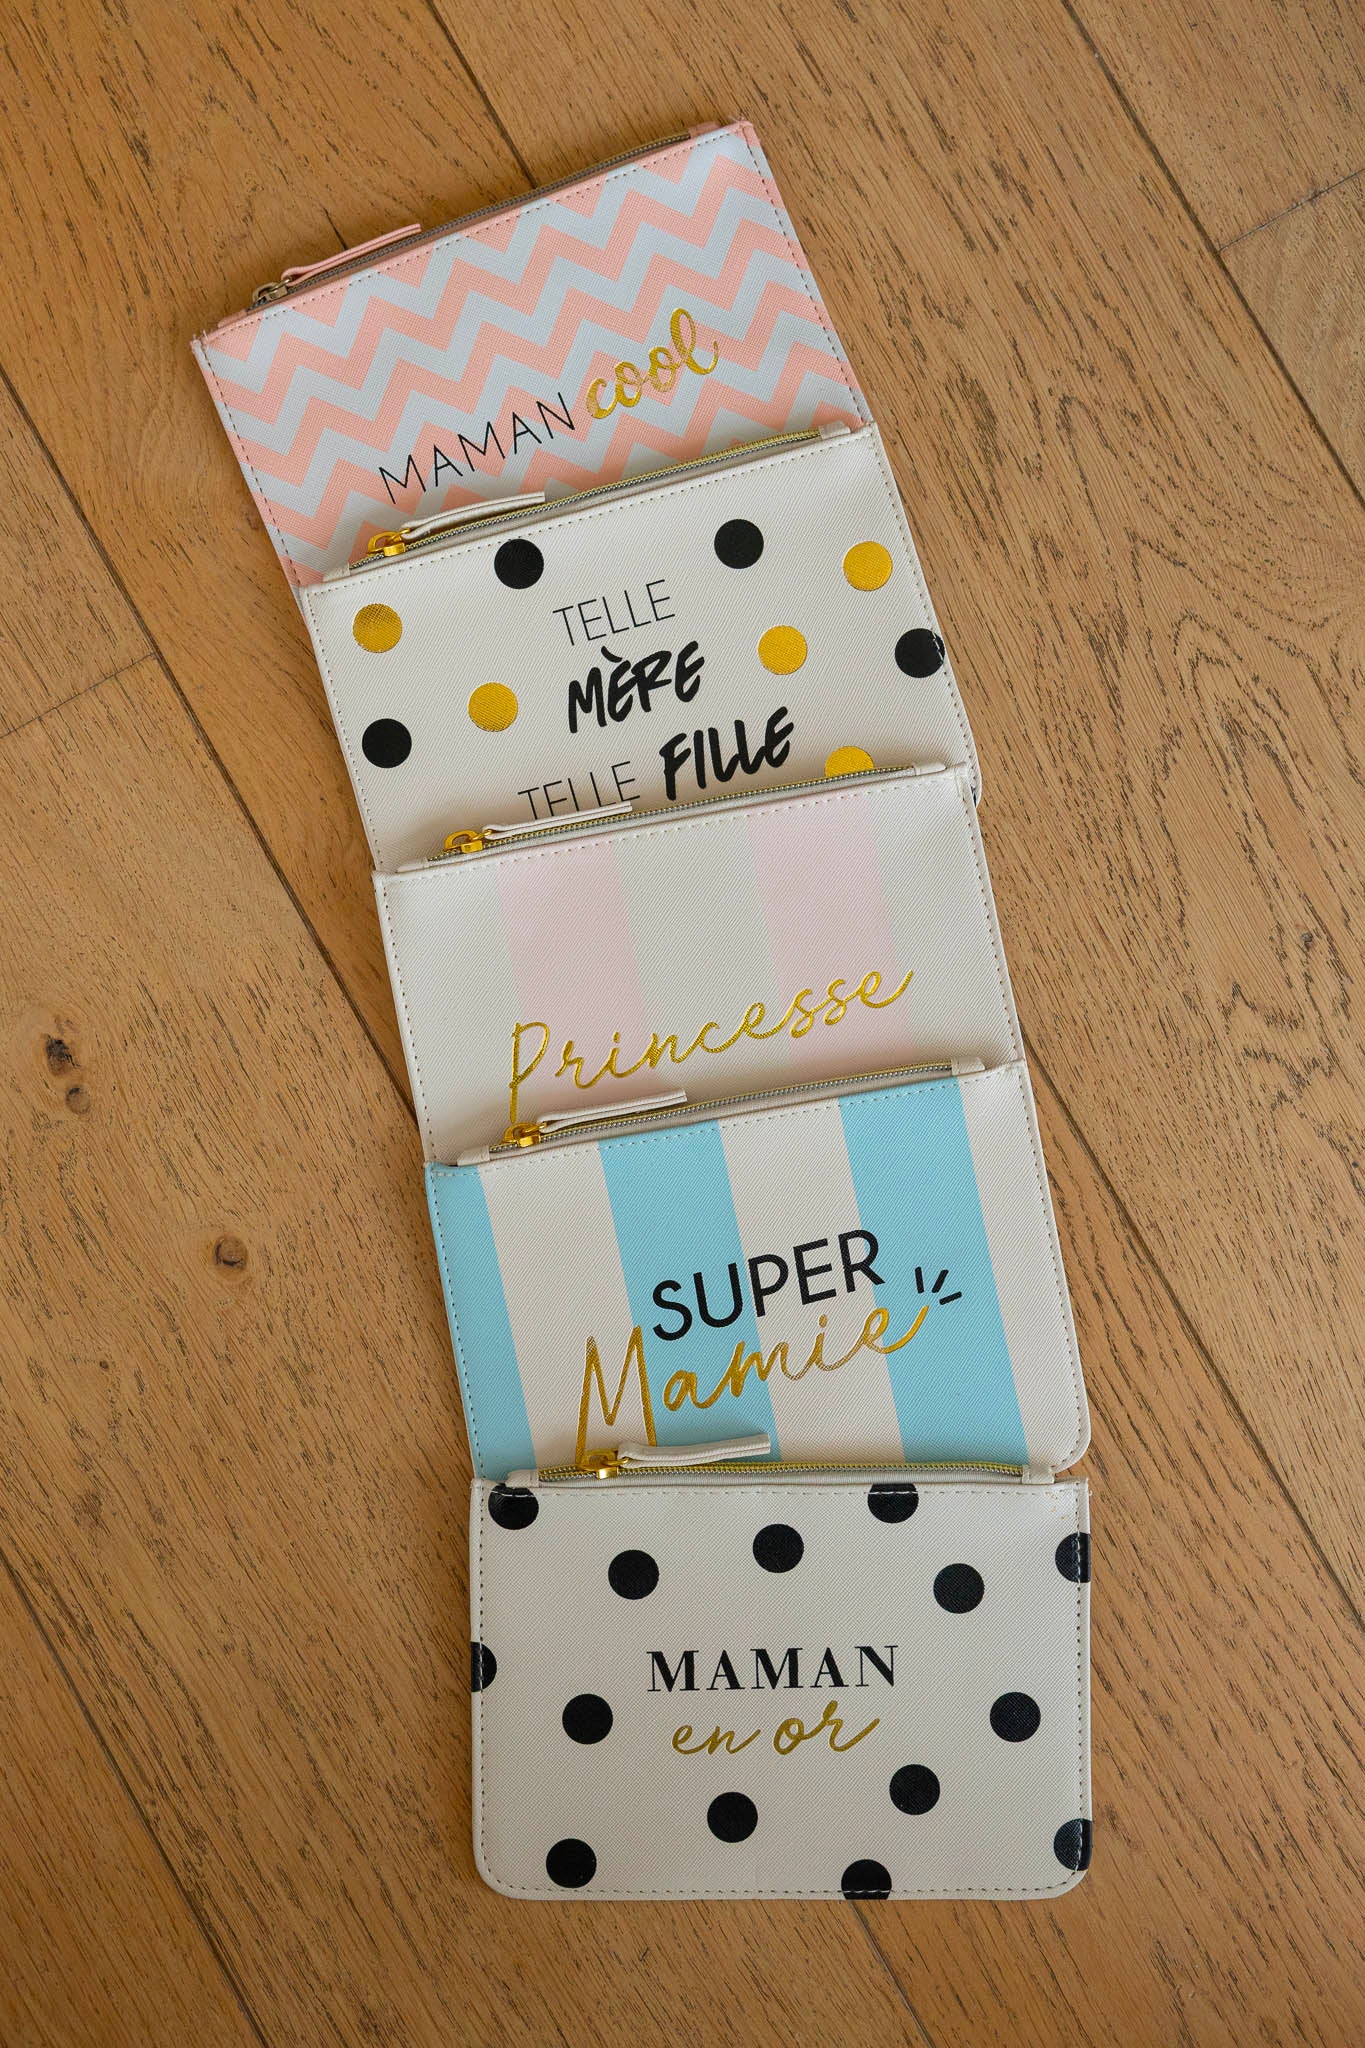 MAMAN cool
TELLE
MÈRE
TELLE FILLE
Princesse
SUPER
Mamie
MAMAN
en or